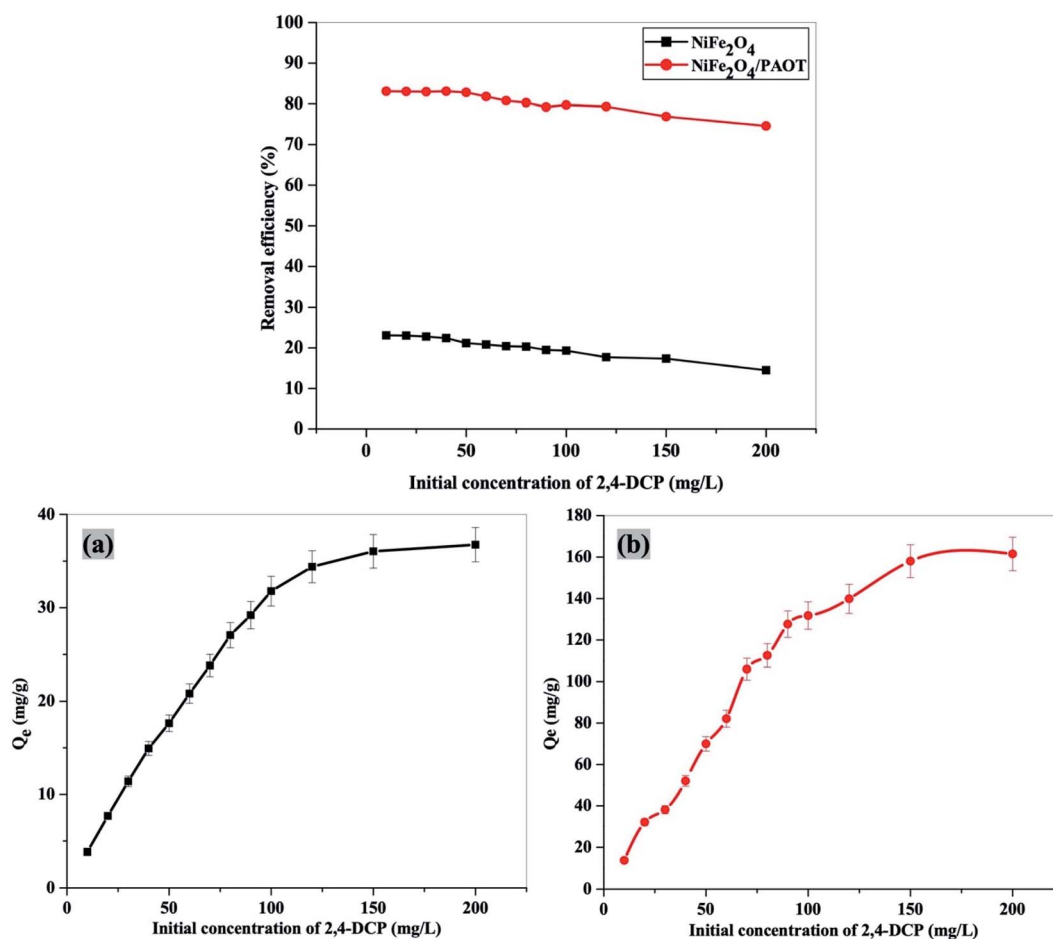 100
90
80
70
60
50
40
30
20
10
0
Removal efficiency (%)
NiFe2O4
NiFe2O4/PAOT
0 50 100 150 200
Initial concentration of 2,4-DCP (mg/L)
(a)
40
30
20
10
0
Qe (mg/g)
0 50 100 150 200
Initial concentration of 2,4-DCP (mg/L)
(b)
180
160
140
120
100
80
60
40
20
0
Qe (mg/g)
0 50 100 150 200
Initial concentration of 2,4-DCP (mg/L)